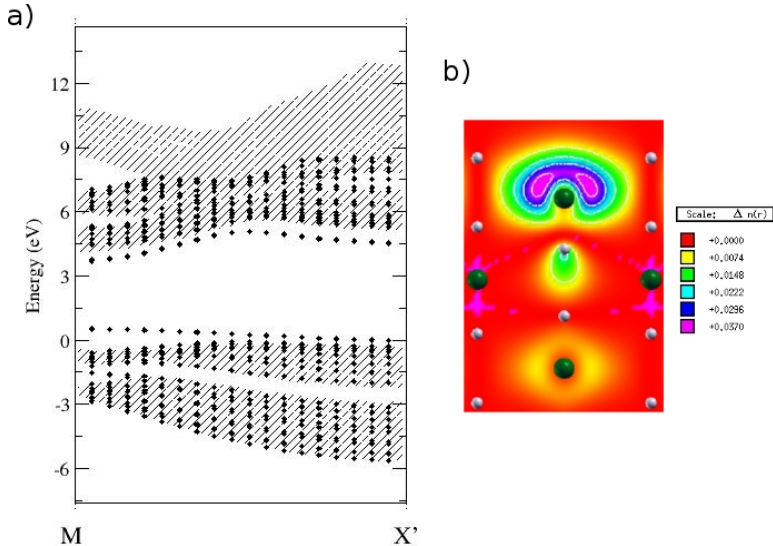 a)
12
9
6
3
0
-3
-6
Energy (eV)
M
X'
b)
Scale: Δ n(r)
+0.0000
+0.0074
+0.0148
+0.0222
+0.0296
+0.0370